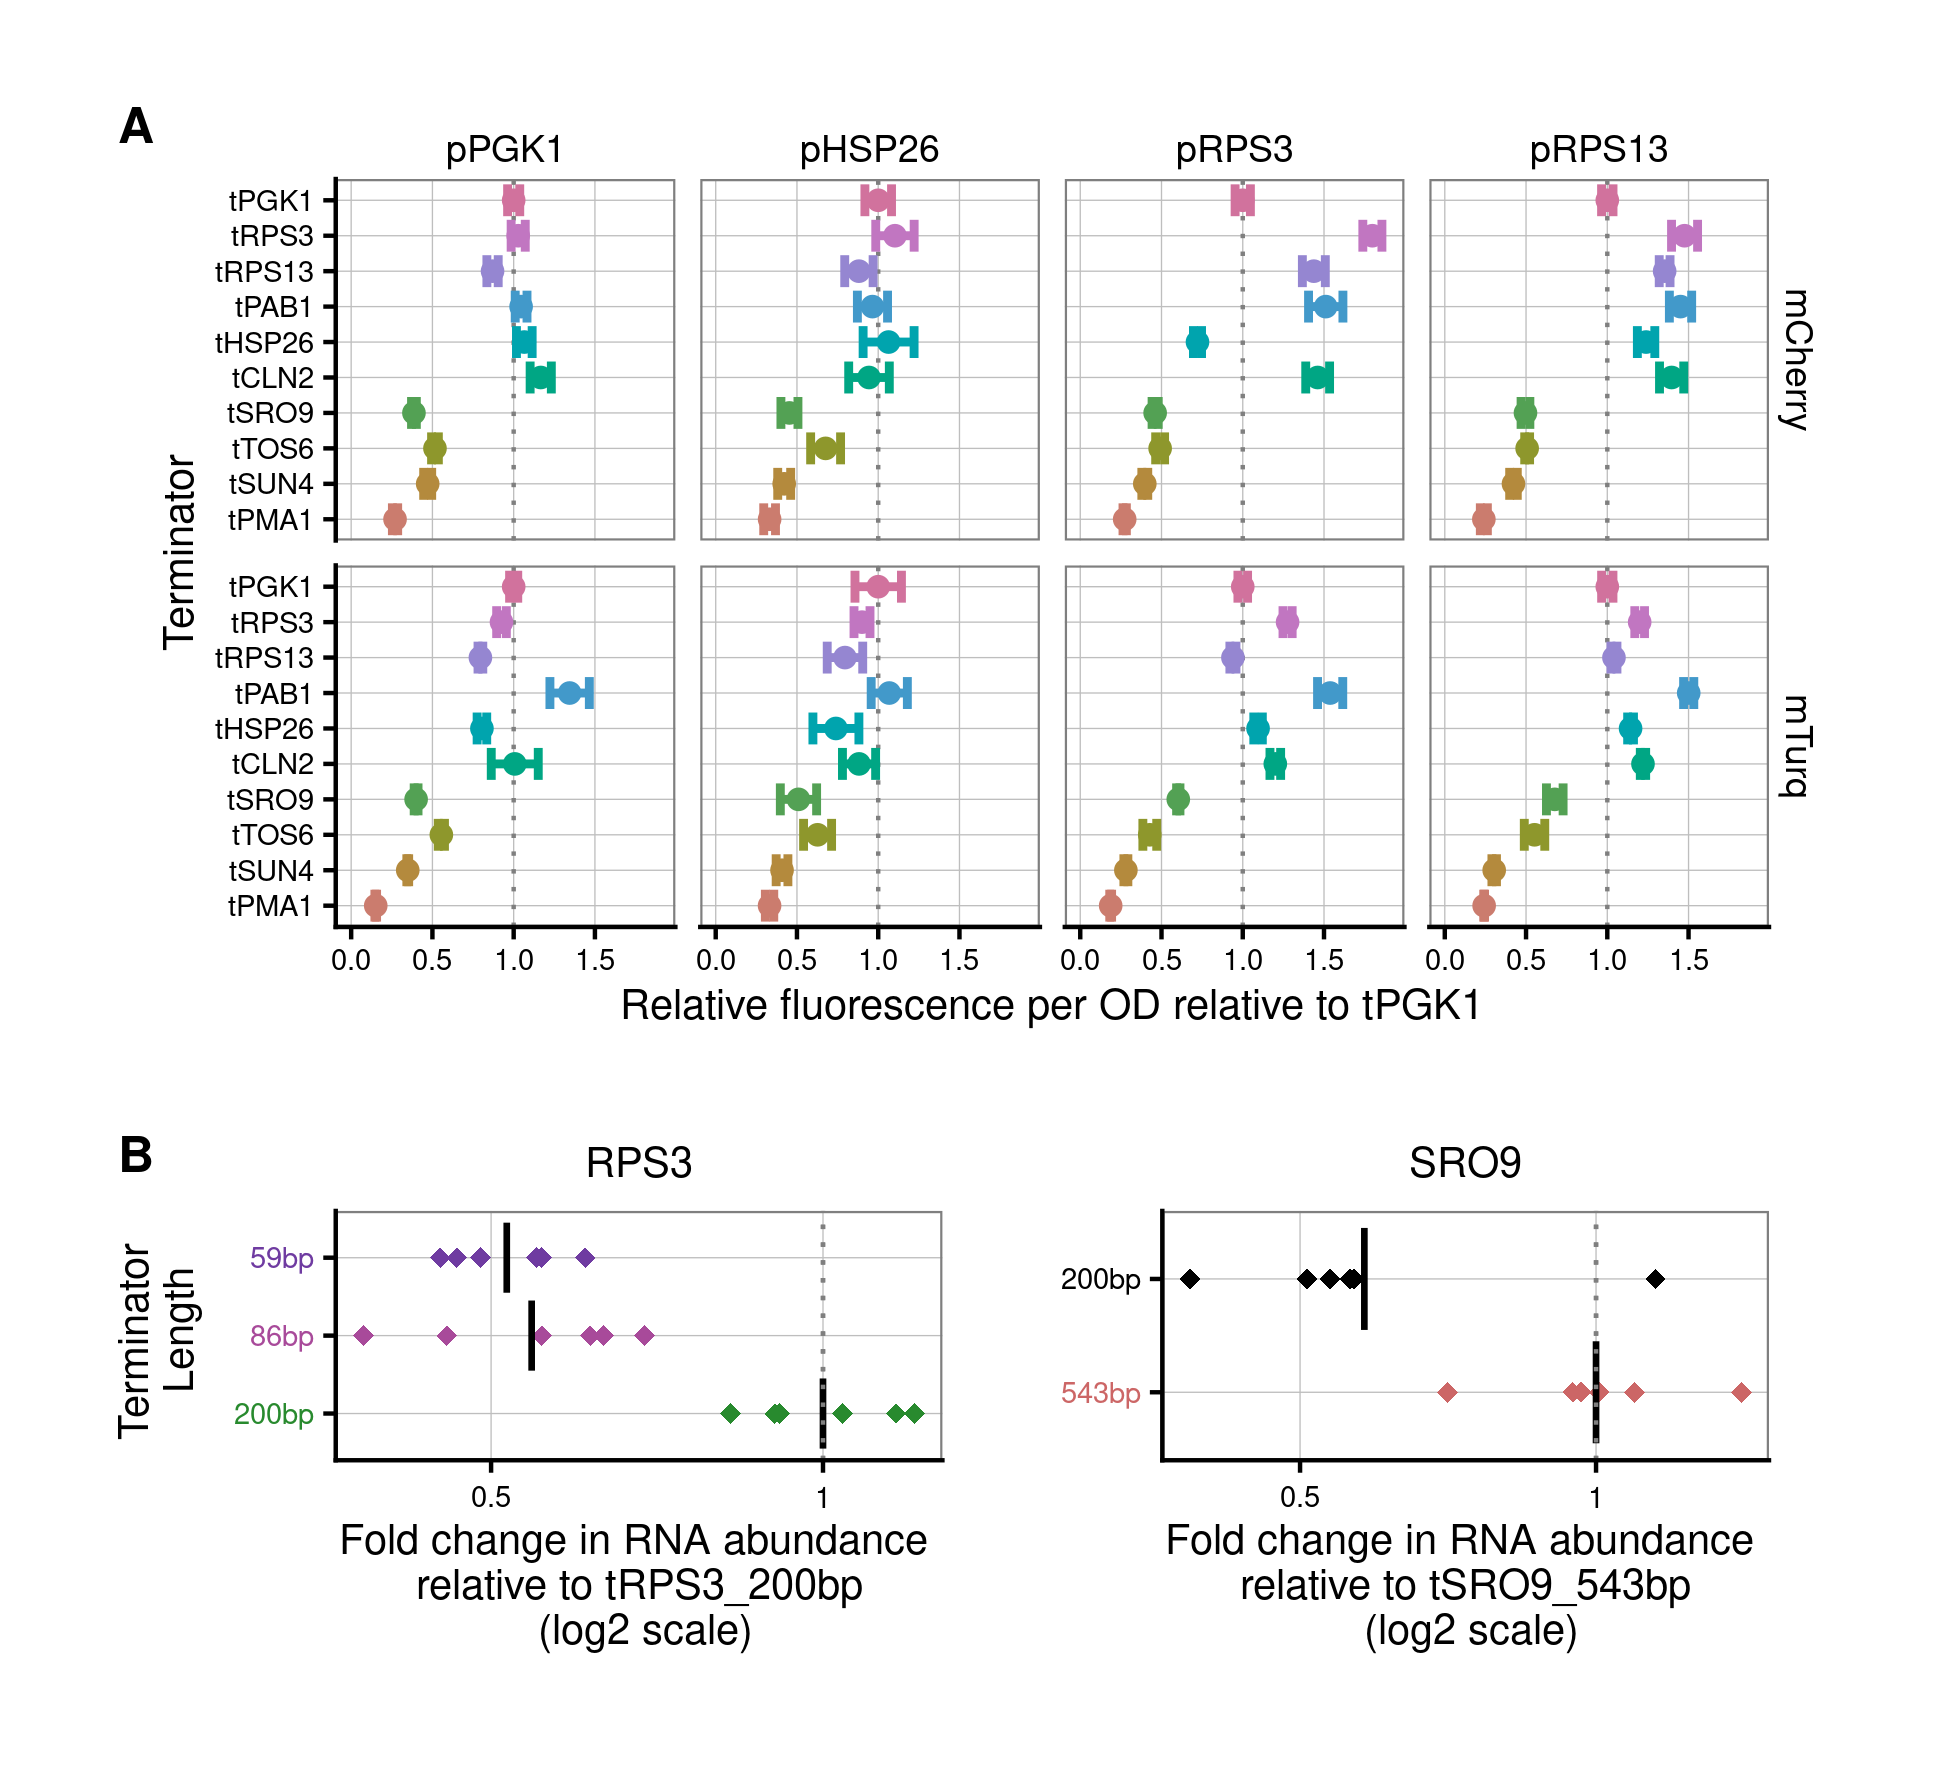 A
pPGK1 pHSP26 pRPS3 pRPS13
Terminator
tPGK1
tRPS3
tRPS13
tPAB1
tHSP26
tCLN2
tSRO9
tTOS6
tSUN4
tPMA1
mCherry
tPGK1
tRPS3
tRPS13
tPAB1
tHSP26
tCLN2
tSRO9
tTOS6
tSUN4
tPMA1
mTurq
0.0 0.5 1.0 1.5 0.0 0.5 1.0 1.5 0.0 0.5 1.0 1.5 0.0 0.5 1.0 1.5
Relative fluorescence per OD relative to tPGK1
B
RPS3
Terminator
Length
59bp
86bp
200bp
0.5 1
Fold change in RNA abundance
relative to tRPS3_200bp
(log2 scale)
SRO9
200bp
543bp
0.5 1
Fold change in RNA abundance
relative to tSRO9_543bp
(log2 scale)